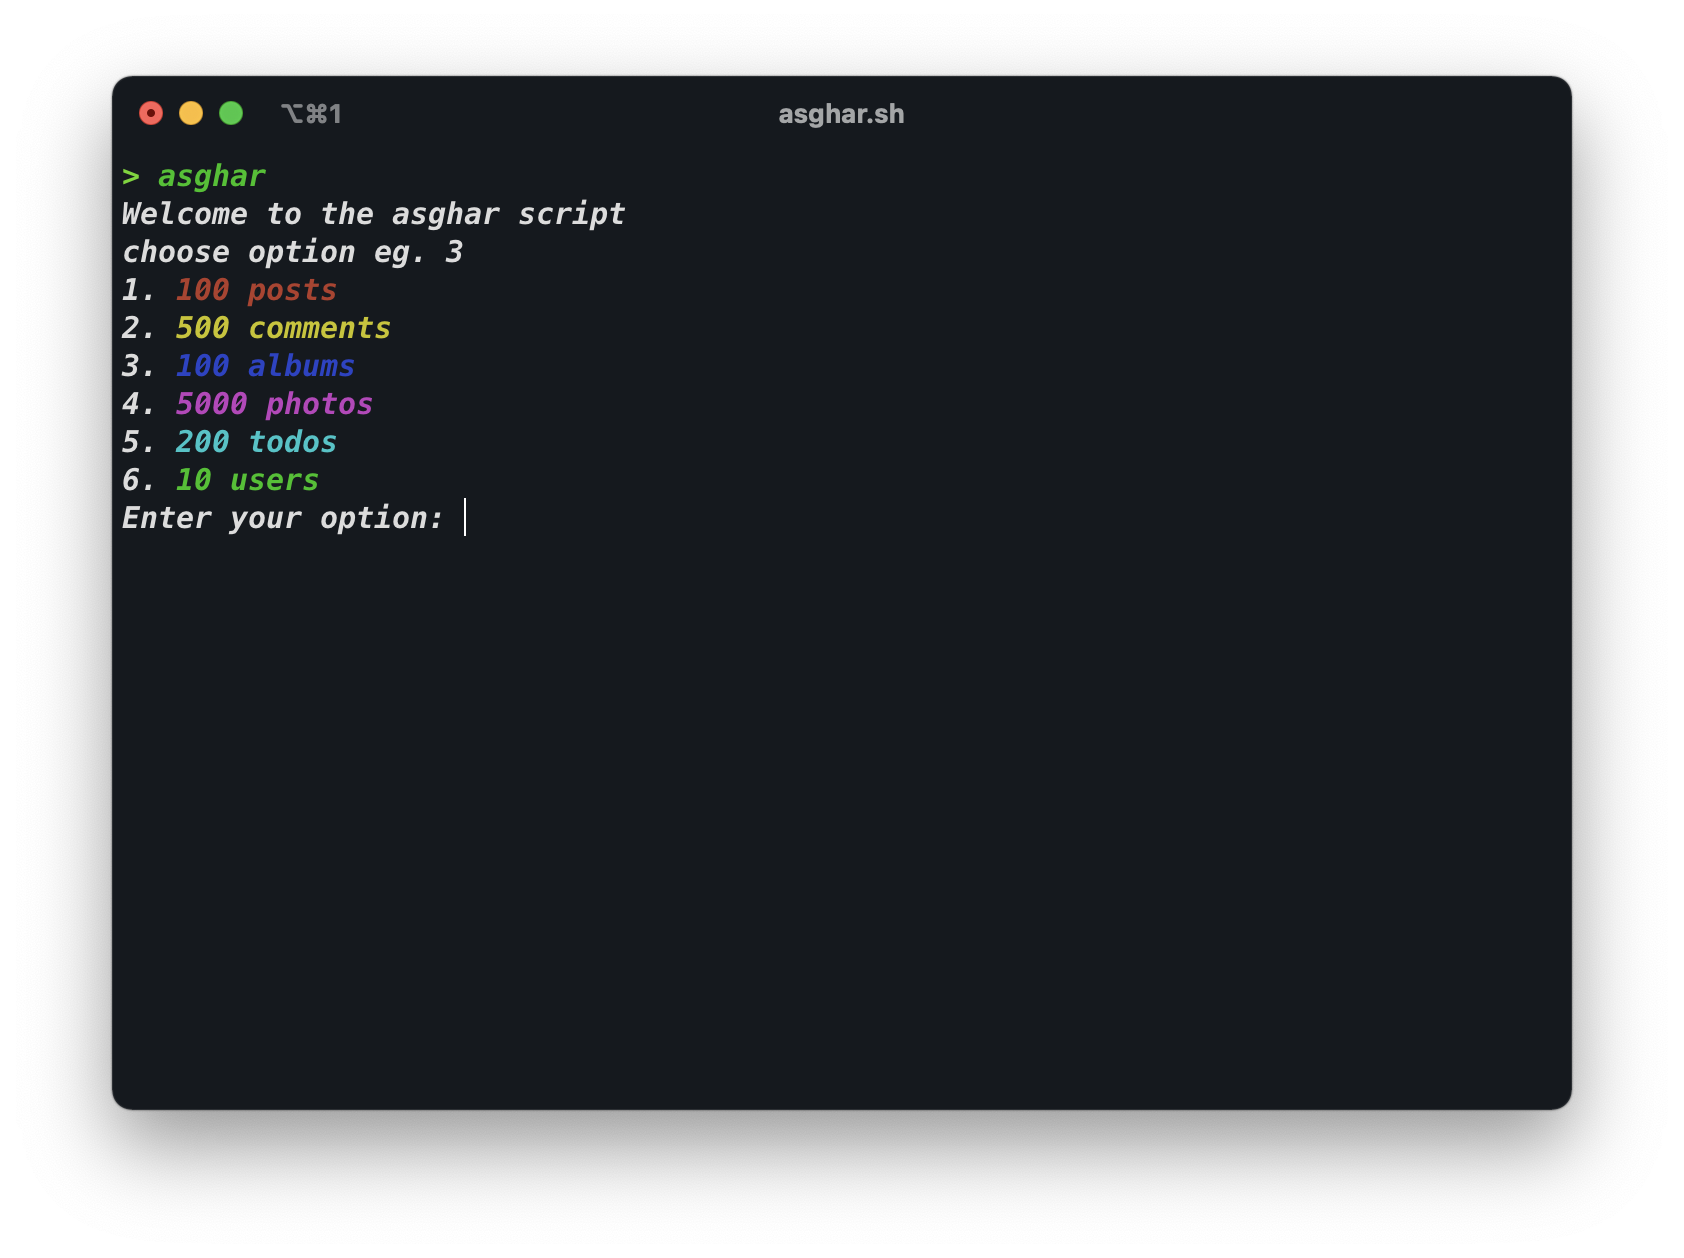 ⌥⌘1 asghar.sh
> asghar
Welcome to the asghar script
choose option eg. 3
1. 100 posts
2. 500 comments
3. 100 albums
4. 5000 photos
5. 200 todos
6. 10 users
Enter your option: